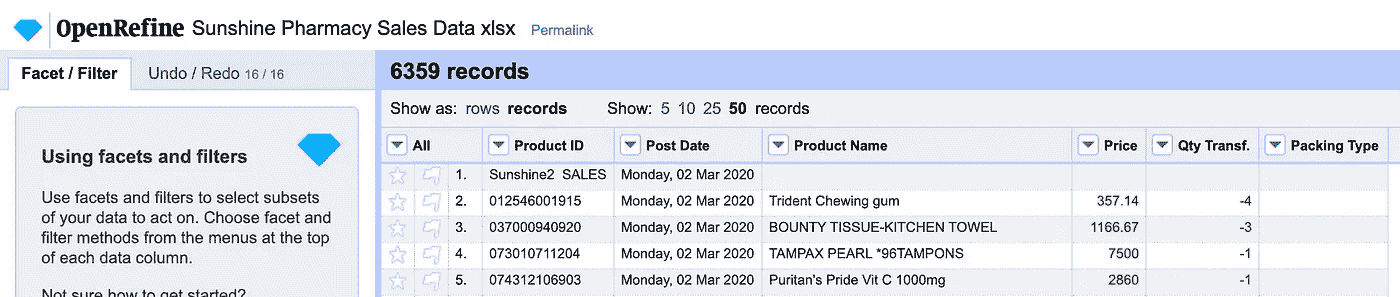 OpenRefine Sunshine Pharmacy Sales Data xlsx Permalink
Facet / Filter Undo / Redo 16 / 16
Using facets and filters
Use facets and filters to select subsets
of your data to act on. Choose facet and
filter methods from the menus at the top
of each data column.
Not sure how to get started?
6359 records
Show as: rows records Show: 5 10 25 50 records
All Product ID Post Date Product Name Price Qty Transf. Packing Type
1. Sunshine2 SALES Monday, 02 Mar 2020
2. 012546001915 Monday, 02 Mar 2020 Trident Chewing gum 357.14 -4
3. 037000940920 Monday, 02 Mar 2020 BOUNTY TISSUE-KITCHEN TOWEL 1166.67 -3
4. 073010711204 Monday, 02 Mar 2020 TAMPAX PEARL *96TAMPONS 7500 -1
5. 074312106903 Monday, 02 Mar 2020 Puritan's Pride Vit C 1000mg 2860 -1